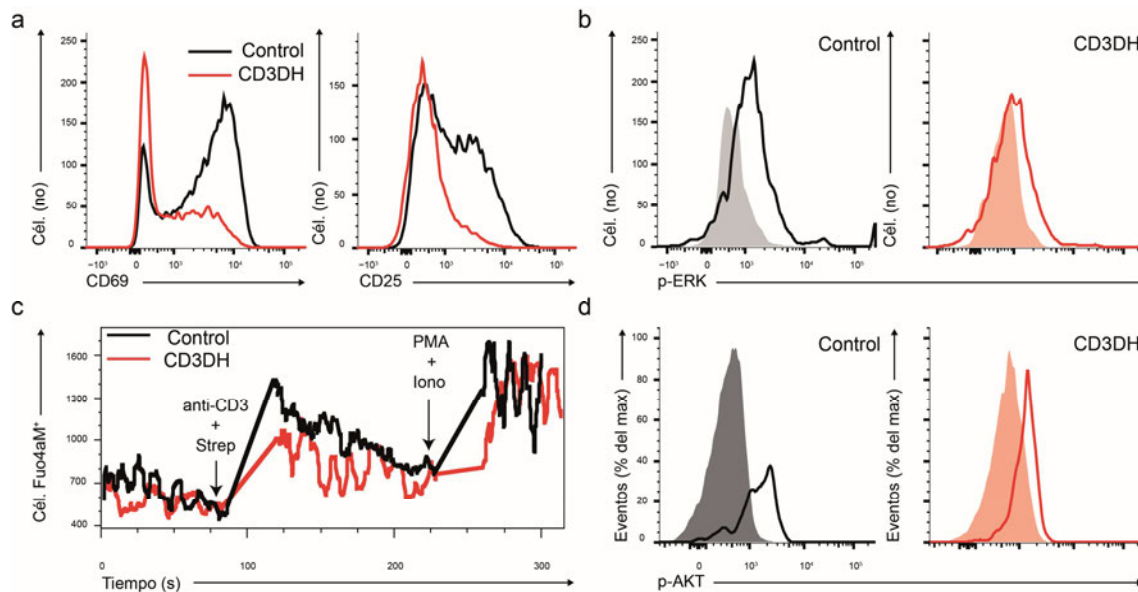 a
Control
CD3DH
Cél. (no)
250
200
150
100
50
0
−10³ 0 10³ 10⁴ 10⁵
CD69
Cél. (no)
150
100
50
0
−10³ 0 10³ 10⁴ 10⁵
CD25
b
Control
Cél. (no)
250
200
150
100
50
0
−10³ 0 10³ 10⁴ 10⁵
CD3DH
Cél. (no)
p-ERK
c
Control
CD3DH
Cél. Fuo4aM⁺
1600
1300
1000
700
400
anti-CD3
+
Strep
PMA
+
Iono
0 100 200 300
Tiempo (s)
d
Control
Eventos (% del max)
100
80
60
40
20
0
0 10³ 10⁴ 10⁵
CD3DH
Eventos (% del max)
p-AKT